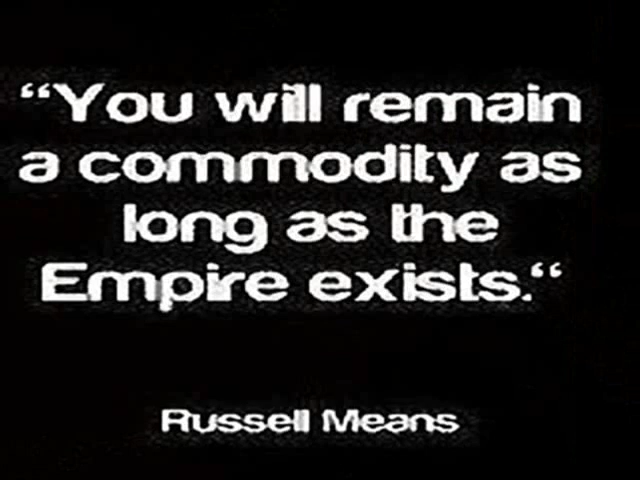 “You will remain
a commodity as
long as the
Empire exists.“
Russell Means